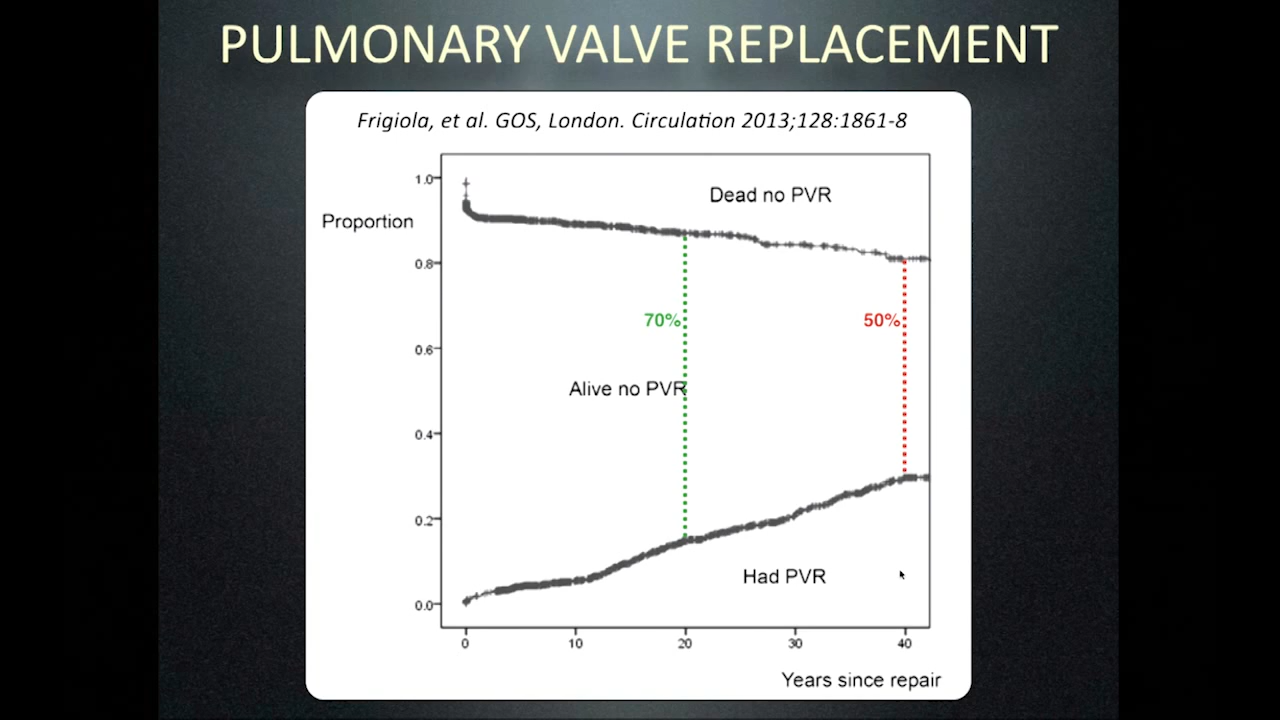 PULMONARY VALVE REPLACEMENT
Frigiola, et al. GOS, London. Circulation 2013;128:1861-8
Dead no PVR
Proportion
1.0
0.8
0.6
0.4
0.2
0.0
70%
50%
Alive no PVR
Had PVR
0 10 20 30 40
Years since repair